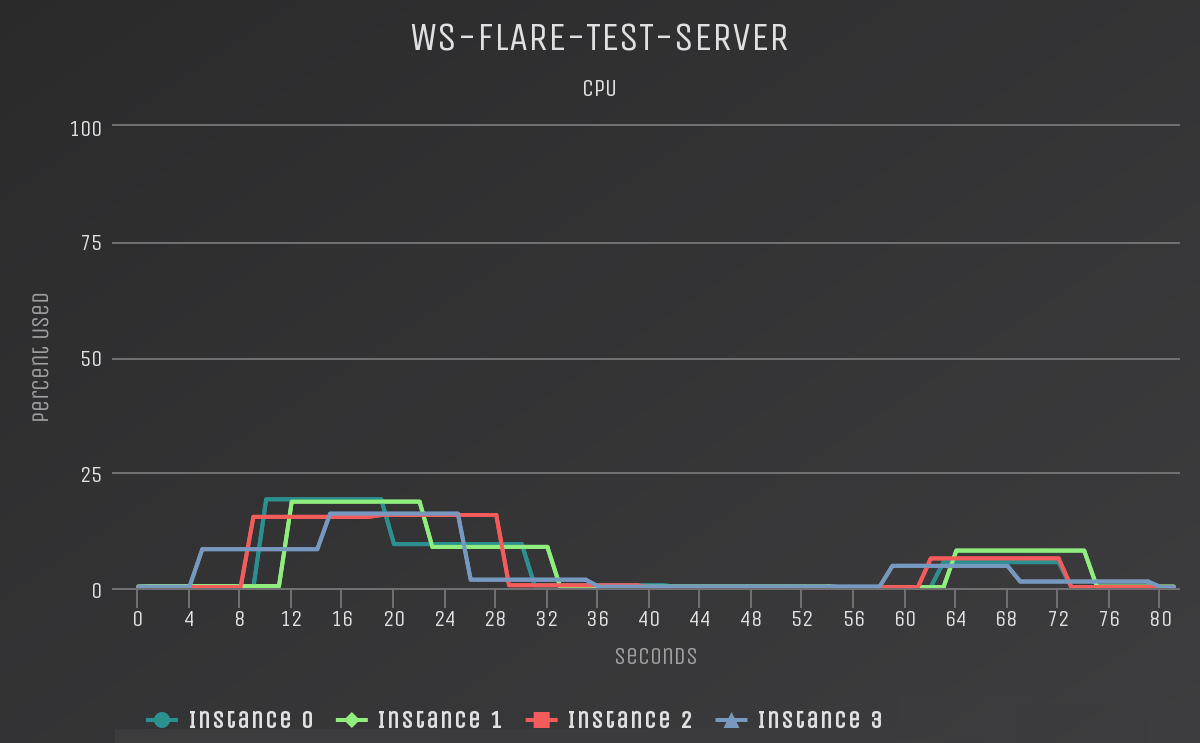 WS-FLARE-TEST-SERVER
CPU
100
75
50
25
0
percent used
0 4 8 12 16 20 24 28 32 36 40 44 48 52 56 60 64 68 72 76 80
seconds
Instance 0 Instance 1 Instance 2 Instance 3